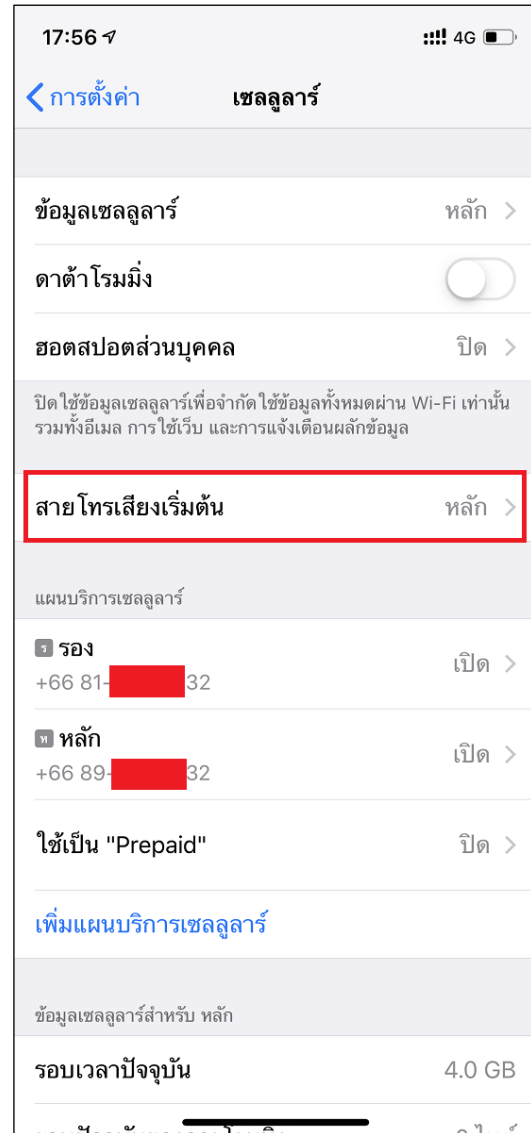 17:56 4G
การตั้งค่า เซลลูลาร์
ข้อมูลเซลลูลาร์ หลัก
ดาต้าโรมมิ่ง
ฮอตสปอตส่วนบุคคล ปิด
ปิดใช้ข้อมูลเซลลูลาร์เพื่อจำกัดใช้ข้อมูลทั้งหมดผ่าน Wi-Fi เท่านั้น
รวมทั้งอีเมล การใช้เว็บ และการแจ้งเตือนผลักข้อมูล
สายโทรเสียงเริ่มต้น หลัก
แผนบริการเซลลูลาร์
ร รอง เปิด
+66 81- 32
ห หลัก เปิด
+66 89- 32
ใช้เป็น "Prepaid" ปิด
เพิ่มแผนบริการเซลลูลาร์
ข้อมูลเซลลูลาร์สำหรับ หลัก
รอบเวลาปัจจุบัน 4.0 GB